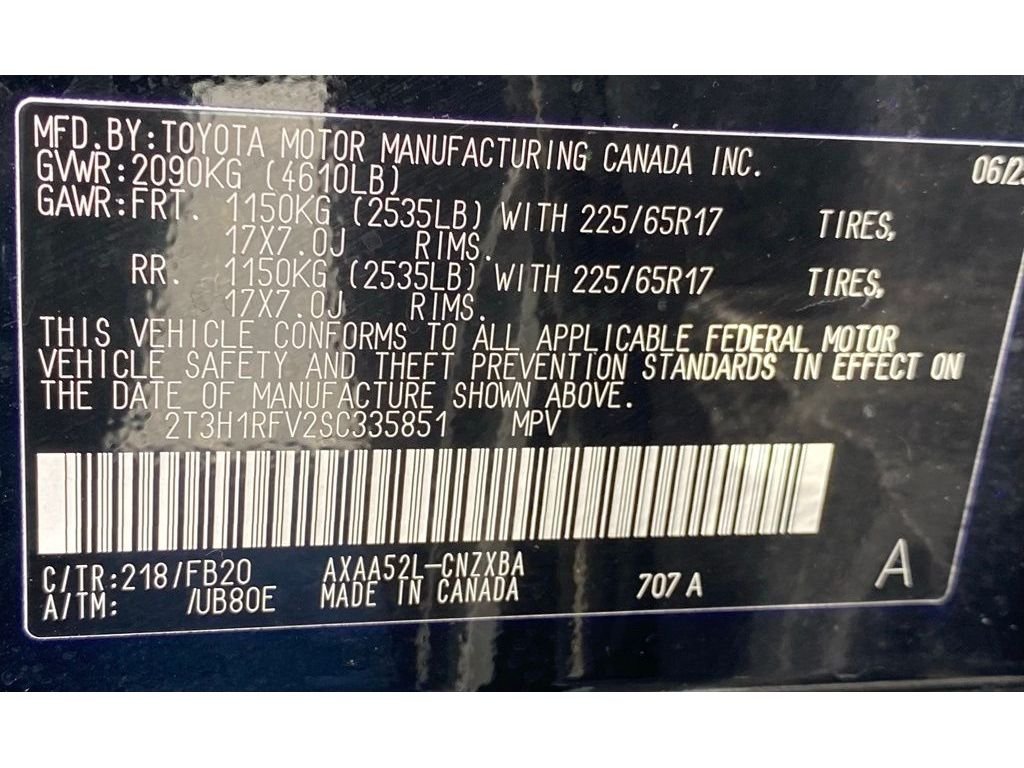 MFD.BY:TOYOTA MOTOR MANUFACTURING CANADA INC.
GVWR:2090KG (4610LB) 06/2
GAWR:FRT. 1150KG (2535LB) WITH 225/65R17 TIRES,
17X7.0J RIMS.
RR. 1150KG (2535LB) WITH 225/65R17 TIRES,
17X7.0J RIMS.
THIS VEHICLE CONFORMS TO ALL APPLICABLE FEDERAL MOTOR
VEHICLE SAFETY AND THEFT PREVENTION STANDARDS IN EFFECT ON
THE DATE OF MANUFACTURE SHOWN ABOVE.
2T3H1RFV2SC335851 MPV
C/TR:218/FB20 AXAA52L-CNZXBA
A/TM: /UB80E MADE IN CANADA 707 A A